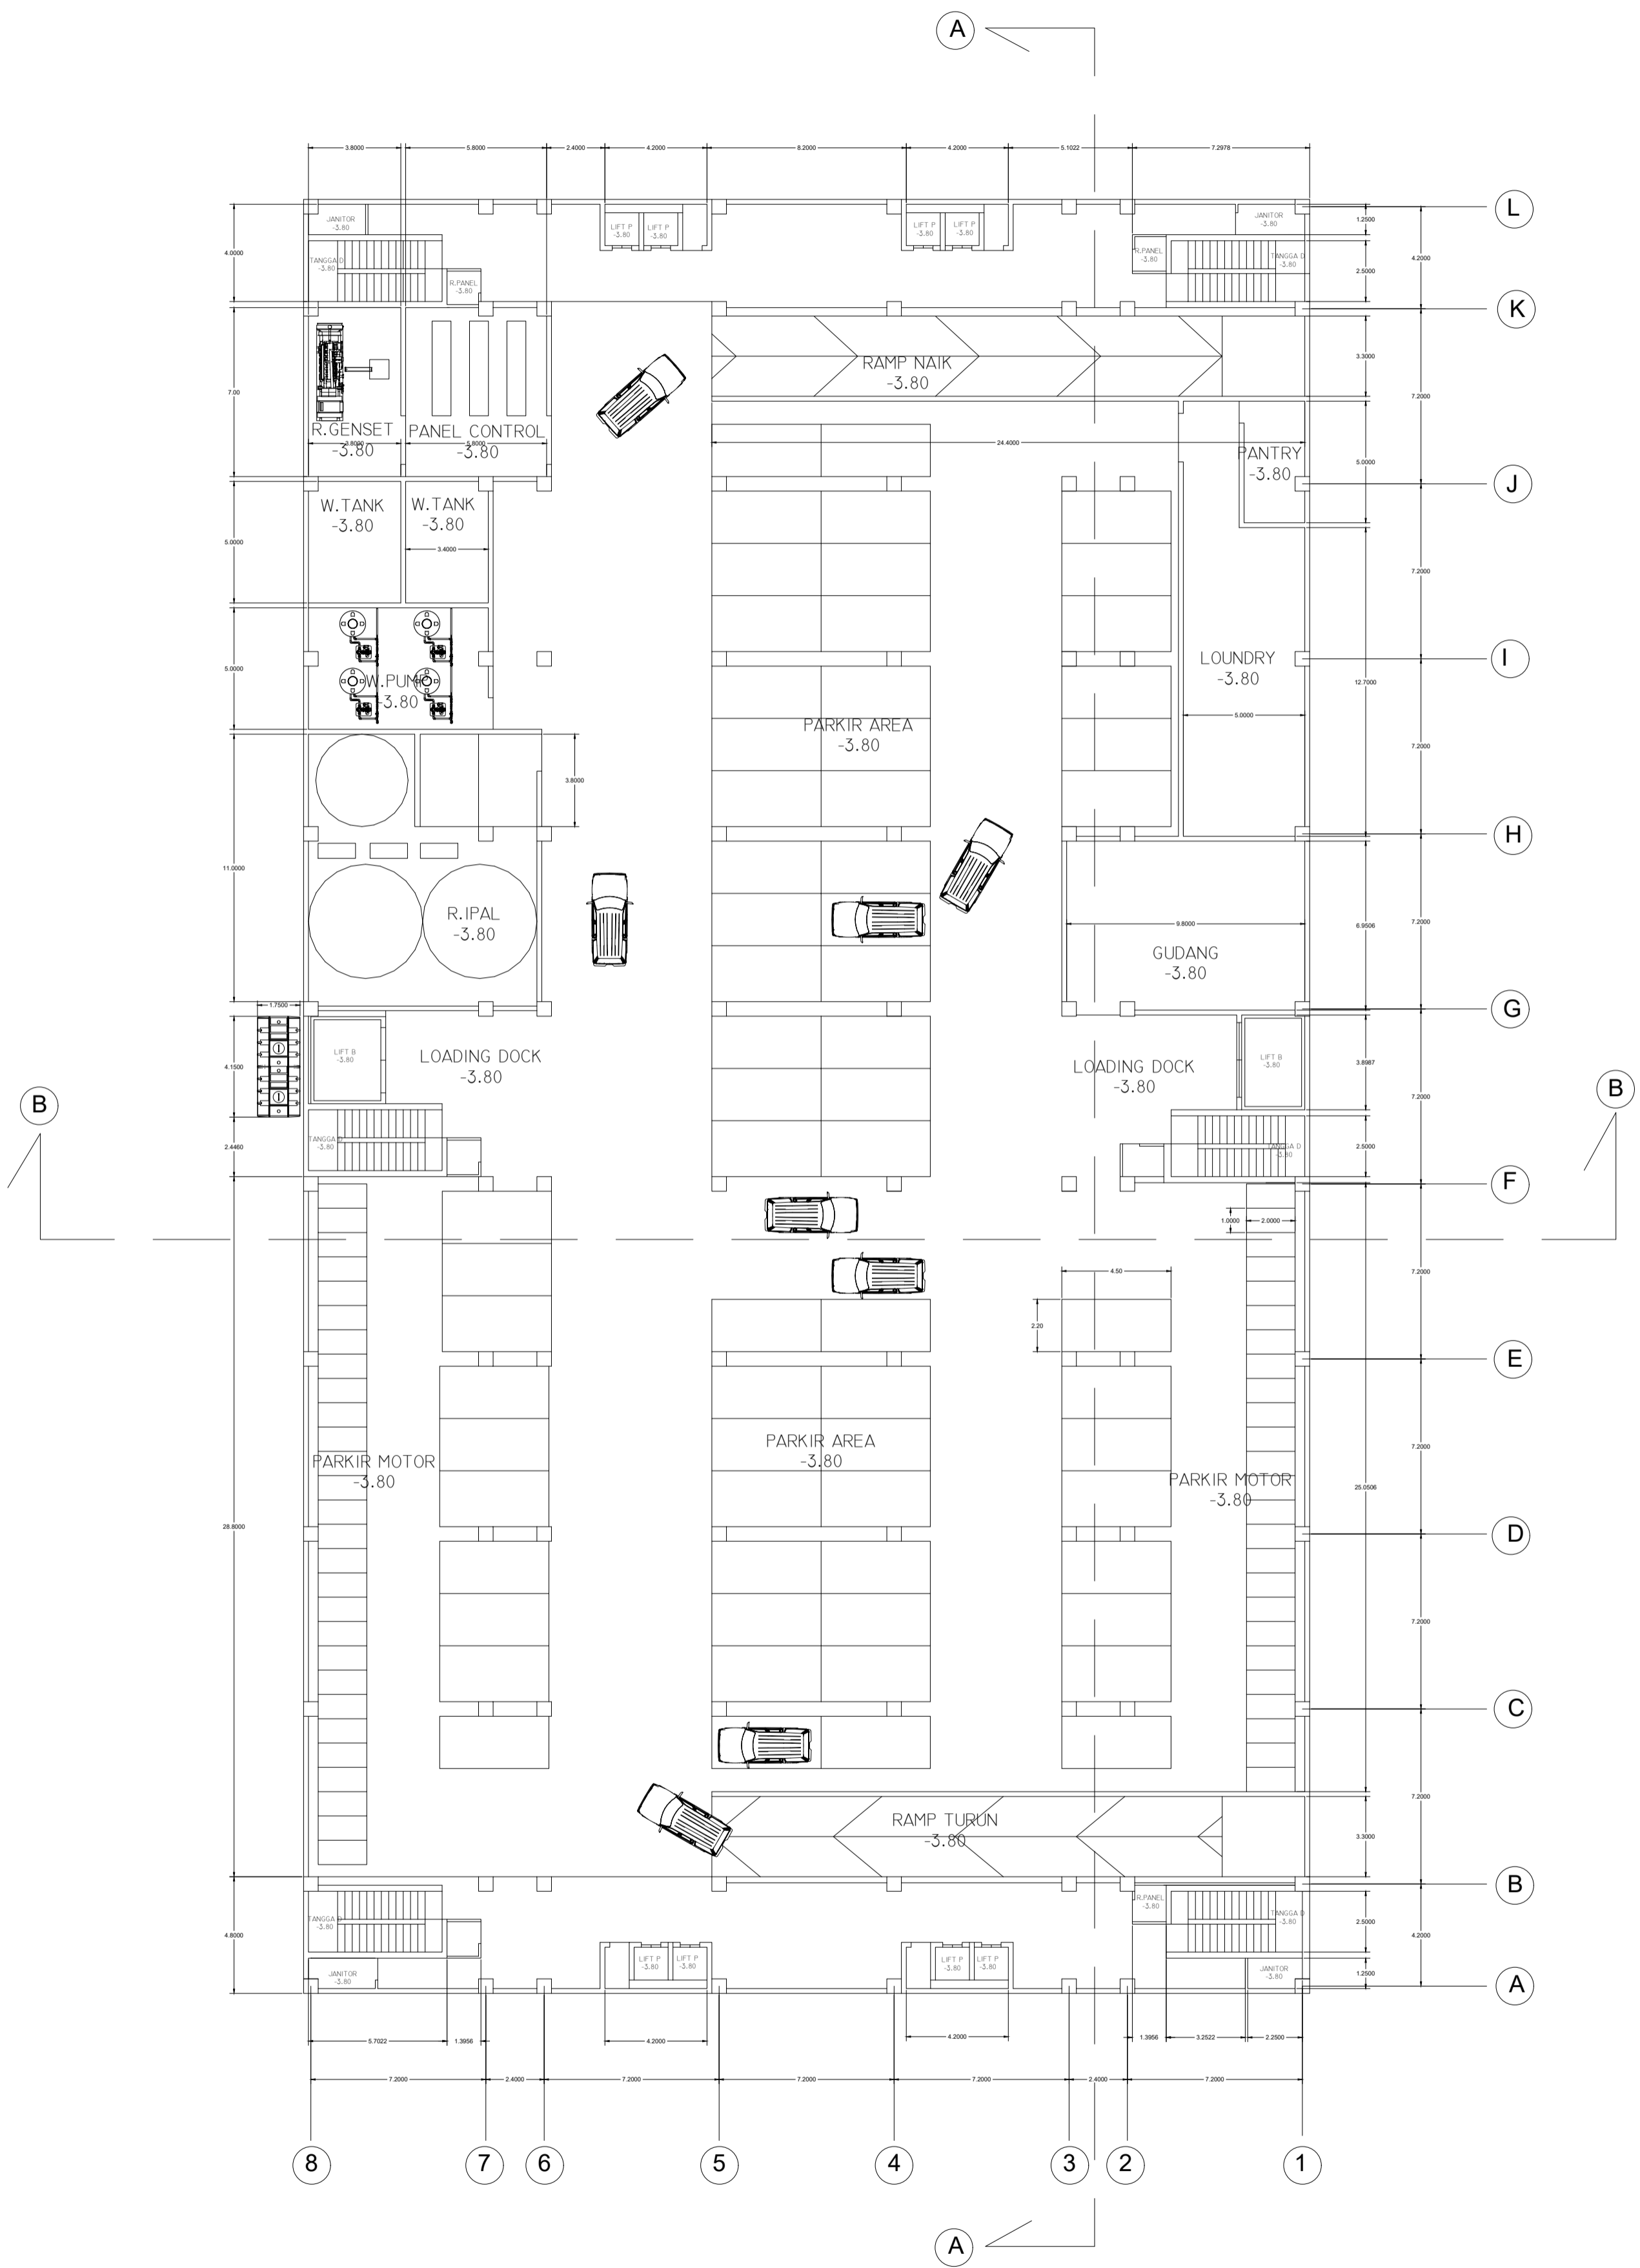 A
3.8000
5.8000
2.4000
4.2000
8.2000
4.2000
5.1022
7.2978
L
JANITOR
-3.80
LIFT P
-3.80
LIFT P
-3.80
LIFT P
-3.80
LIFT P
-3.80
JANITOR
-3.80
1.2500
4.0000
TANGGA D
-3.80
R.PANEL
-3.80
R.PANEL
-3.80
TANGGA D
-3.80
2.5000
4.2000
K
7.00
R.GENSET
-3.80
3.8000
PANEL CONTROL
-3.80
5.8000
RAMP NAIK
-3.80
3.3000
7.2000
24.4000
PANTRY
-3.80
5.0000
J
W.TANK
-3.80
W.TANK
-3.80
3.4000
5.0000
7.2000
5.0000
W.PUMP
-3.80
LOUNDRY
-3.80
5.0000
12.7000
I
PARKIR AREA
-3.80
7.2000
3.8000
H
11.0000
R.IPAL
-3.80
9.8000
GUDANG
-3.80
6.9506
7.2000
G
1.7500
4.1500
LIFT B
-3.80
LOADING DOCK
-3.80
LOADING DOCK
-3.80
LIFT B
-3.80
3.8987
7.2000
B
B
2.4460
TANGGA D
-3.80
TANGGA D
-3.80
2.5000
F
1.0000
2.0000
4.50
2.20
7.2000
E
PARKIR MOTOR
-3.80
PARKIR AREA
-3.80
PARKIR MOTOR
-3.80
7.2000
25.0506
28.8000
D
7.2000
C
RAMP TURUN
-3.80
3.3000
7.2000
B
4.8000
TANGGA D
-3.80
R.PANEL
-3.80
TANGGA D
-3.80
2.5000
4.2000
JANITOR
-3.80
LIFT P
-3.80
LIFT P
-3.80
LIFT P
-3.80
LIFT P
-3.80
JANITOR
-3.80
1.2500
A
5.7022
1.3956
4.2000
4.2000
1.3956
3.2522
2.2500
7.2000
2.4000
7.2000
7.2000
7.2000
2.4000
7.2000
8
7
6
5
4
3
2
1
A